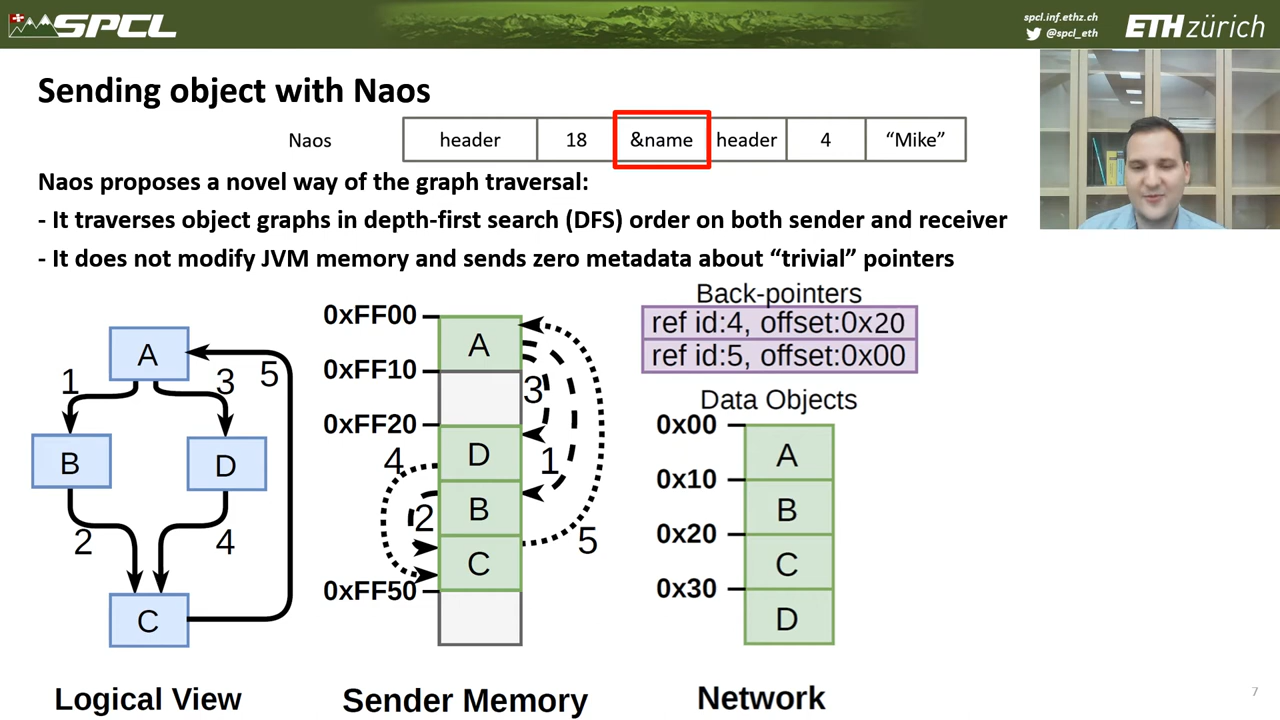 SPCL
spcl.inf.ethz.ch
@spcl_eth
ETH zürich
Sending object with Naos
Naos header 18 &name header 4 “Mike”
Naos proposes a novel way of the graph traversal:
- It traverses object graphs in depth-first search (DFS) order on both sender and receiver
- It does not modify JVM memory and sends zero metadata about “trivial” pointers
A
B
D
C
1
3
5
2
4
Logical View
0xFF00
0xFF10
0xFF20
0xFF50
A
D
B
C
3
1
4
2
5
Sender Memory
Back-pointers
ref id:4, offset:0x20
ref id:5, offset:0x00
Data Objects
0x00
0x10
0x20
0x30
A
B
C
D
Network
7